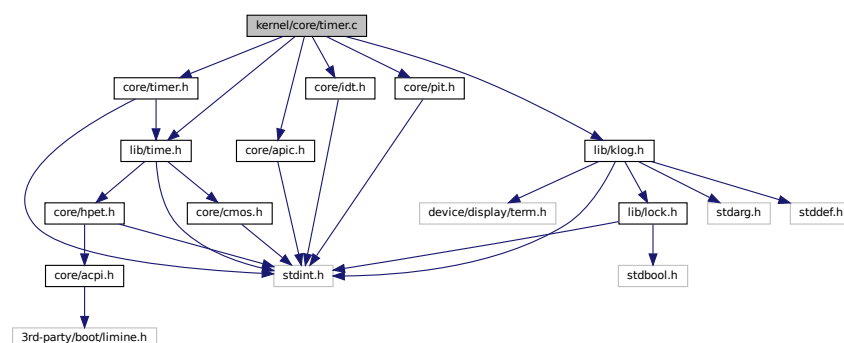 kernel/core/timer.c
core/timer.h
core/idt.h
core/pit.h
lib/time.h
core/apic.h
lib/klog.h
core/hpet.h
core/cmos.h
device/display/term.h
lib/lock.h
stdarg.h
stddef.h
core/acpi.h
stdint.h
stdbool.h
3rd-party/boot/limine.h